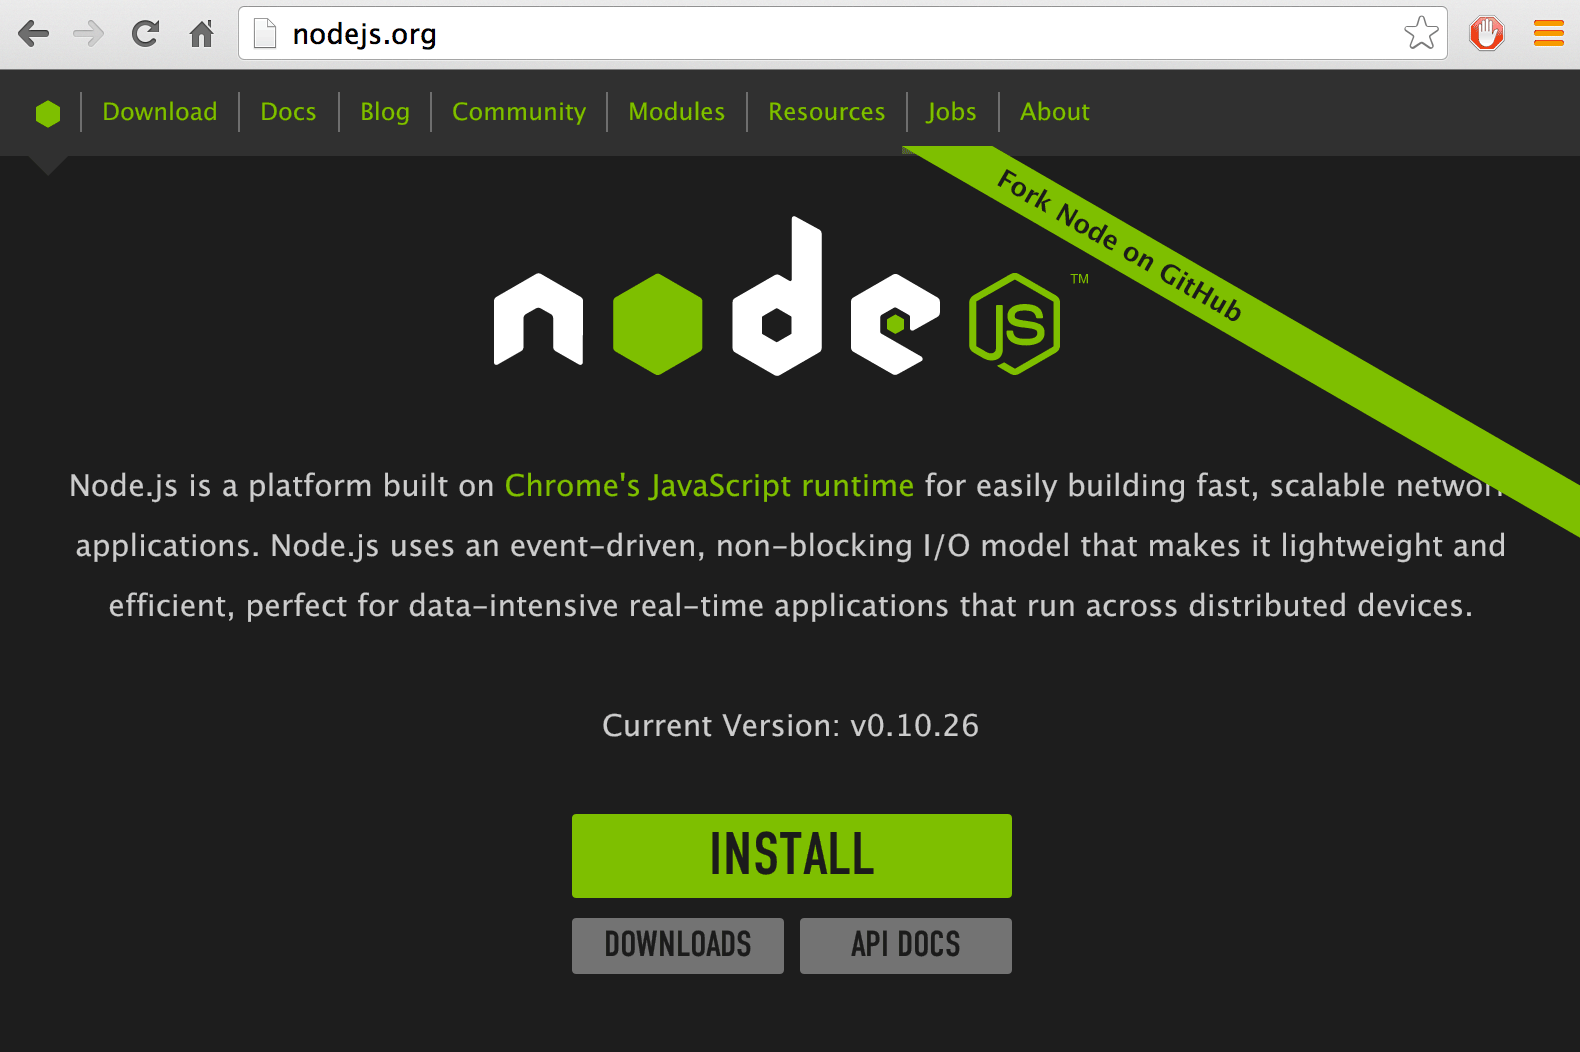 nodejs.org
Download
Docs
Blog
Community
Modules
Resources
Jobs
About
Fork Node on GitHub
node JS ™
Node.js is a platform built on Chrome's JavaScript runtime for easily building fast, scalable network
applications. Node.js uses an event-driven, non-blocking I/O model that makes it lightweight and
efficient, perfect for data-intensive real-time applications that run across distributed devices.
Current Version: v0.10.26
INSTALL
DOWNLOADS
API DOCS